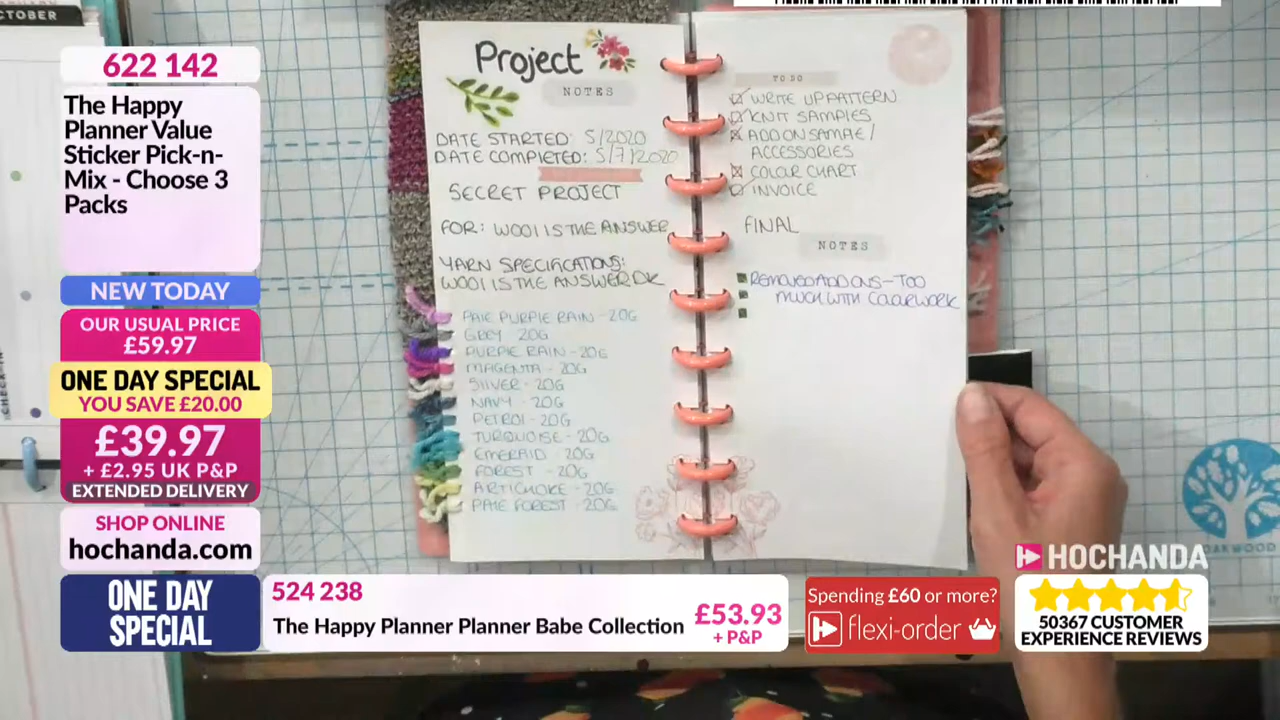 OCTOBER
622 142
The Happy
Planner Value
Sticker Pick-n-
Mix - Choose 3
Packs
NEW TODAY
OUR USUAL PRICE
£59.97
ONE DAY SPECIAL
YOU SAVE £20.00
£39.97
+ £2.95 UK P&P
EXTENDED DELIVERY
SHOP ONLINE
hochanda.com
Project
NOTES
DATE STARTED: 5/2020
DATE COMPLETED: 5/7/2020
SECRET PROJECT
FOR: WOOL IS THE ANSWER
YARN SPECIFICATIONS:
WOOL IS THE ANSWER DK
PALE PURPLE RAIN - 20G
GREY 20G
PURPLE RAIN - 20G
MAGENTA - 20G
SILVER - 20G
NAVY - 20G
PETROL - 20G
TURQUOISE - 20G
EMERALD - 20G
FOREST - 20G
ARTICHOKE - 20G
PALE FOREST - 20G
TO DO
WRITE UP PATTERN
KNIT SAMPLES
ADD ON SAMPLE /
ACCESSORIES
COLOUR CHART
INVOICE
FINAL
NOTES
REMOVED ADD ONS - TOO
MUCH WITH COLORWORK
OAKWOOD
ONE DAY
SPECIAL
524 238
The Happy Planner Planner Babe Collection
£53.93
+ P&P
Spending £60 or more?
flexi-order
HOCHANDA
50367 CUSTOMER
EXPERIENCE REVIEWS